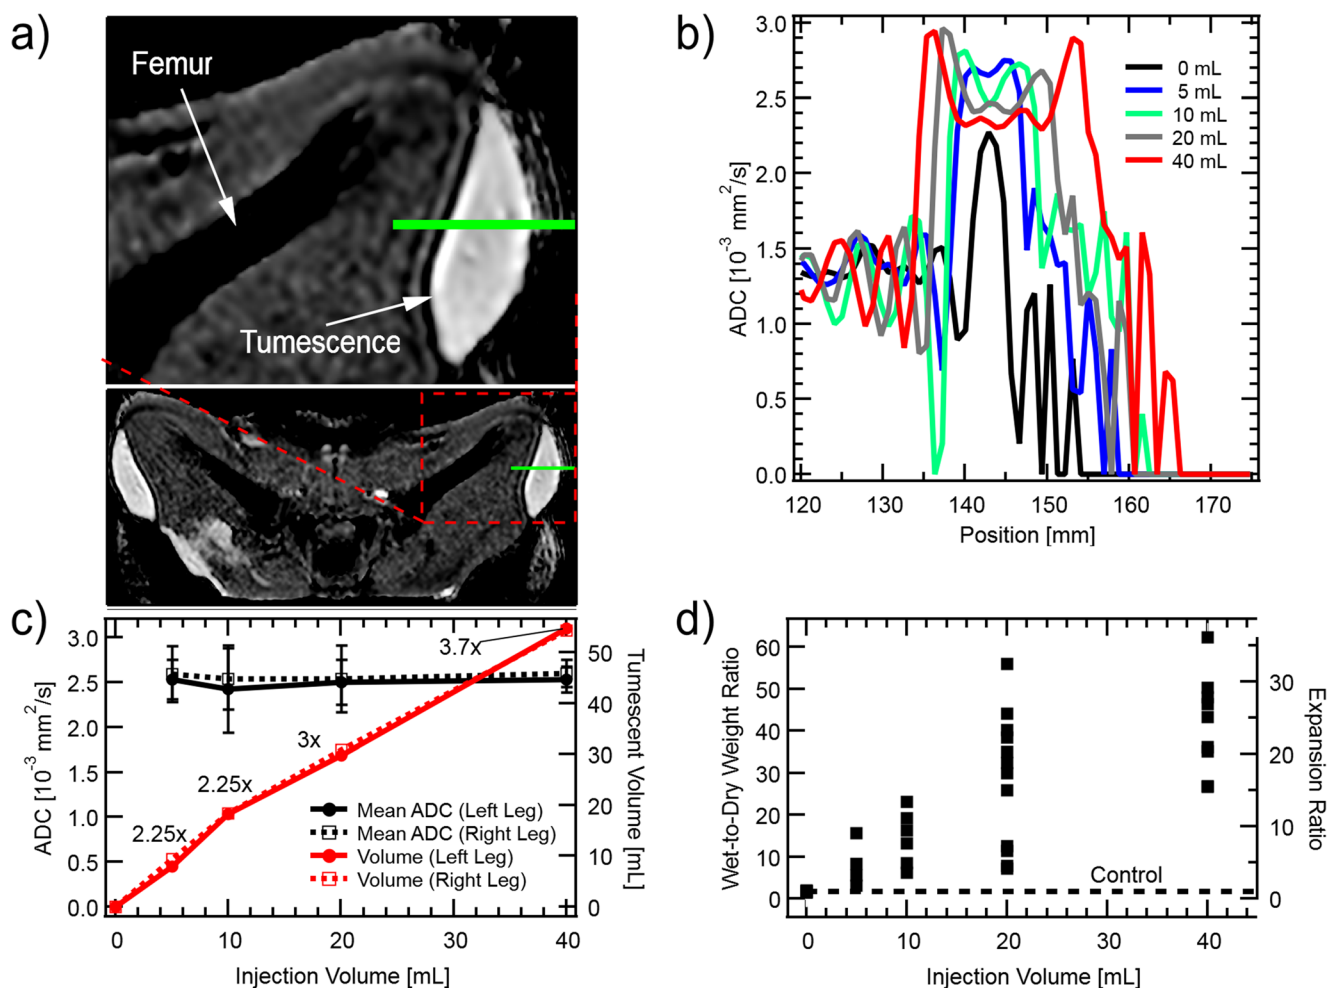 a)
Femur
Tumescence
b)
3.0
2.5
2.0
1.5
1.0
0.5
0.0
ADC [10⁻³ mm²/s]
120
130
140
150
160
170
Position [mm]
0 mL
5 mL
10 mL
20 mL
40 mL
c)
3.0
2.5
2.0
1.5
1.0
0.5
0.0
ADC [10⁻³ mm²/s]
2.25x
2.25x
3x
3.7x
Mean ADC (Left Leg)
Mean ADC (Right Leg)
Volume (Left Leg)
Volume (Right Leg)
50
40
30
20
10
0
Tumescent Volume [mL]
0
10
20
30
40
Injection Volume [mL]
d)
60
50
40
30
20
10
0
Wet-to-Dry Weight Ratio
Control
30
20
10
0
Expansion Ratio
0
10
20
30
40
Injection Volume [mL]